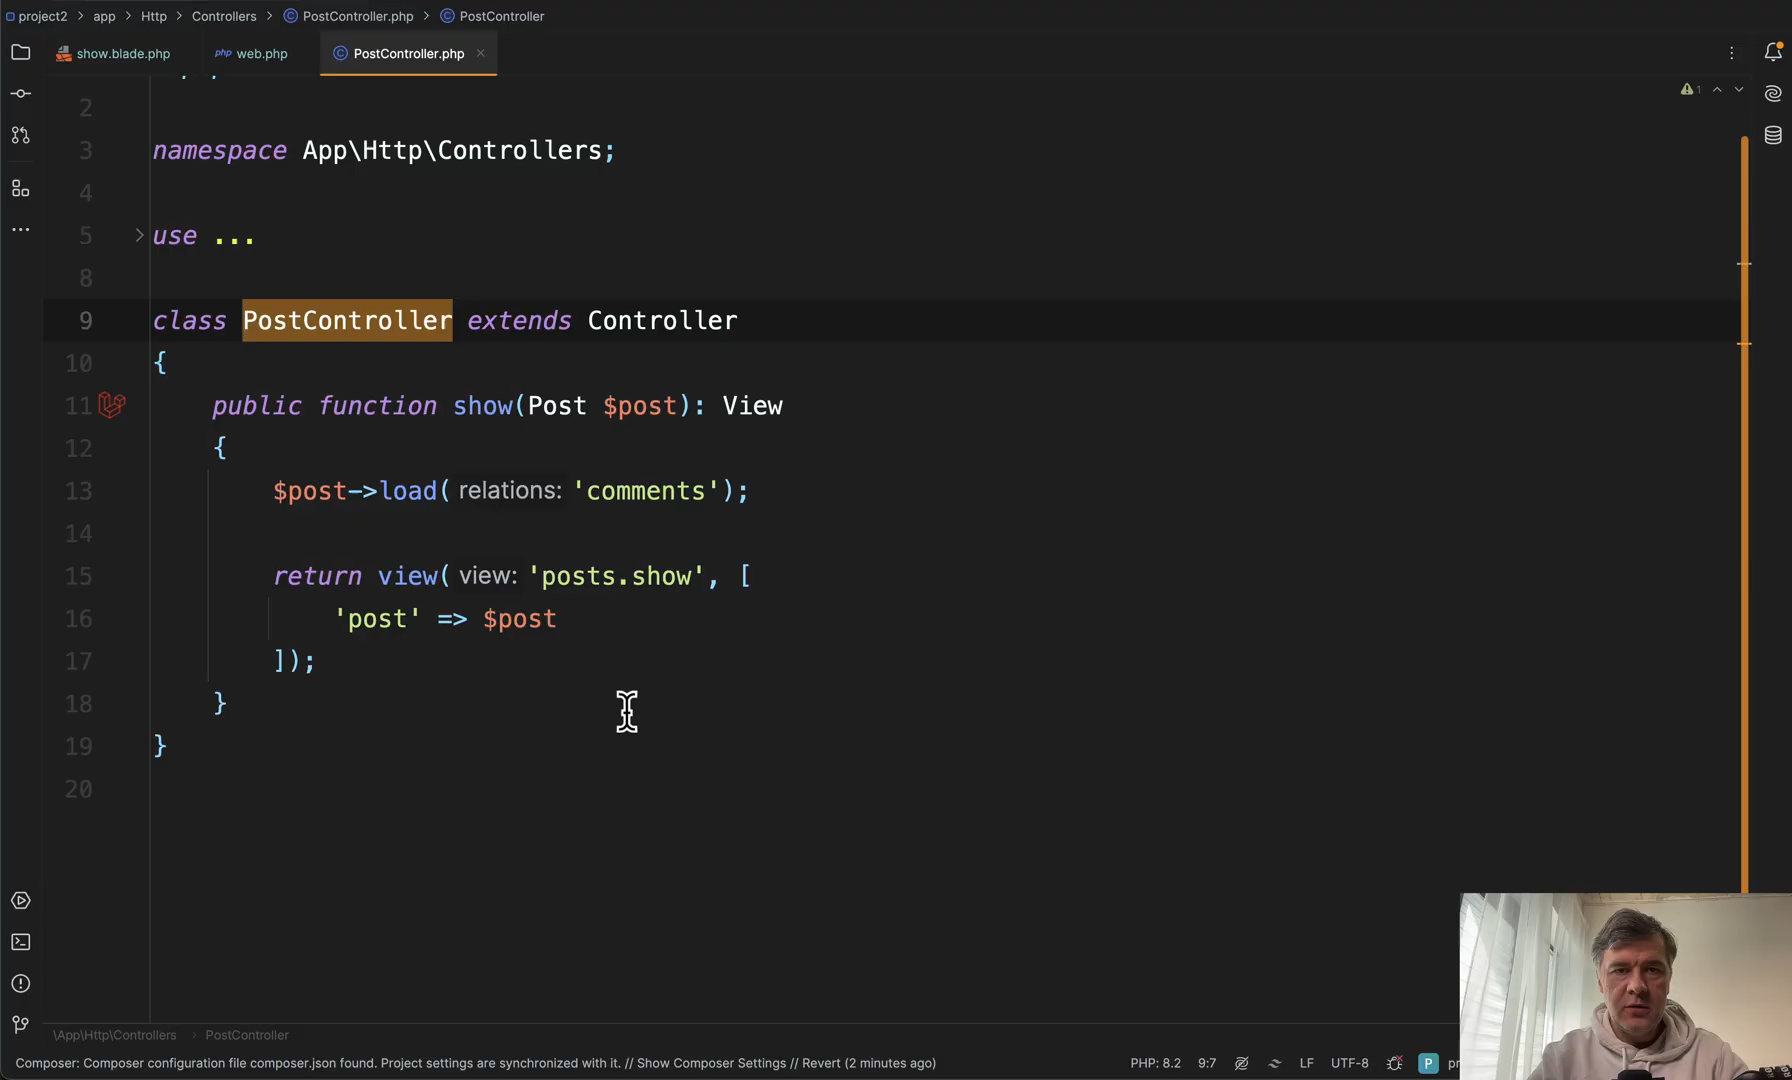 project2 > app > Http > Controllers > PostController.php > PostController
show.blade.php
php web.php
PostController.php
1
2
3 namespace App\Http\Controllers;
4
5 use ...
8
9 class PostController extends Controller
10 {
11 public function show(Post $post): View
12 {
13 $post->load( relations: 'comments');
14
15 return view( view: 'posts.show', [
16 'post' => $post
17 ]);
18 }
19 }
20
\App\Http\Controllers > PostController
Composer: Composer configuration file composer.json found. Project settings are synchronized with it. // Show Composer Settings // Revert (2 minutes ago)
PHP: 8.2 9:7 LF UTF-8 P